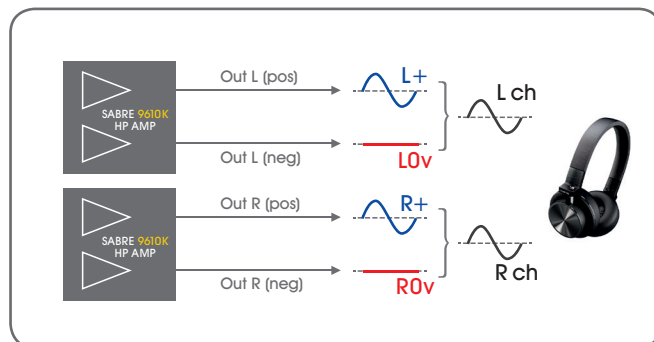 Out L (pos)
L+
SABRE 9610K
HP AMP
L ch
Out L (neg)
L0v
Out R (pos)
R+
SABRE 9610K
HP AMP
R ch
Out R (neg)
R0v